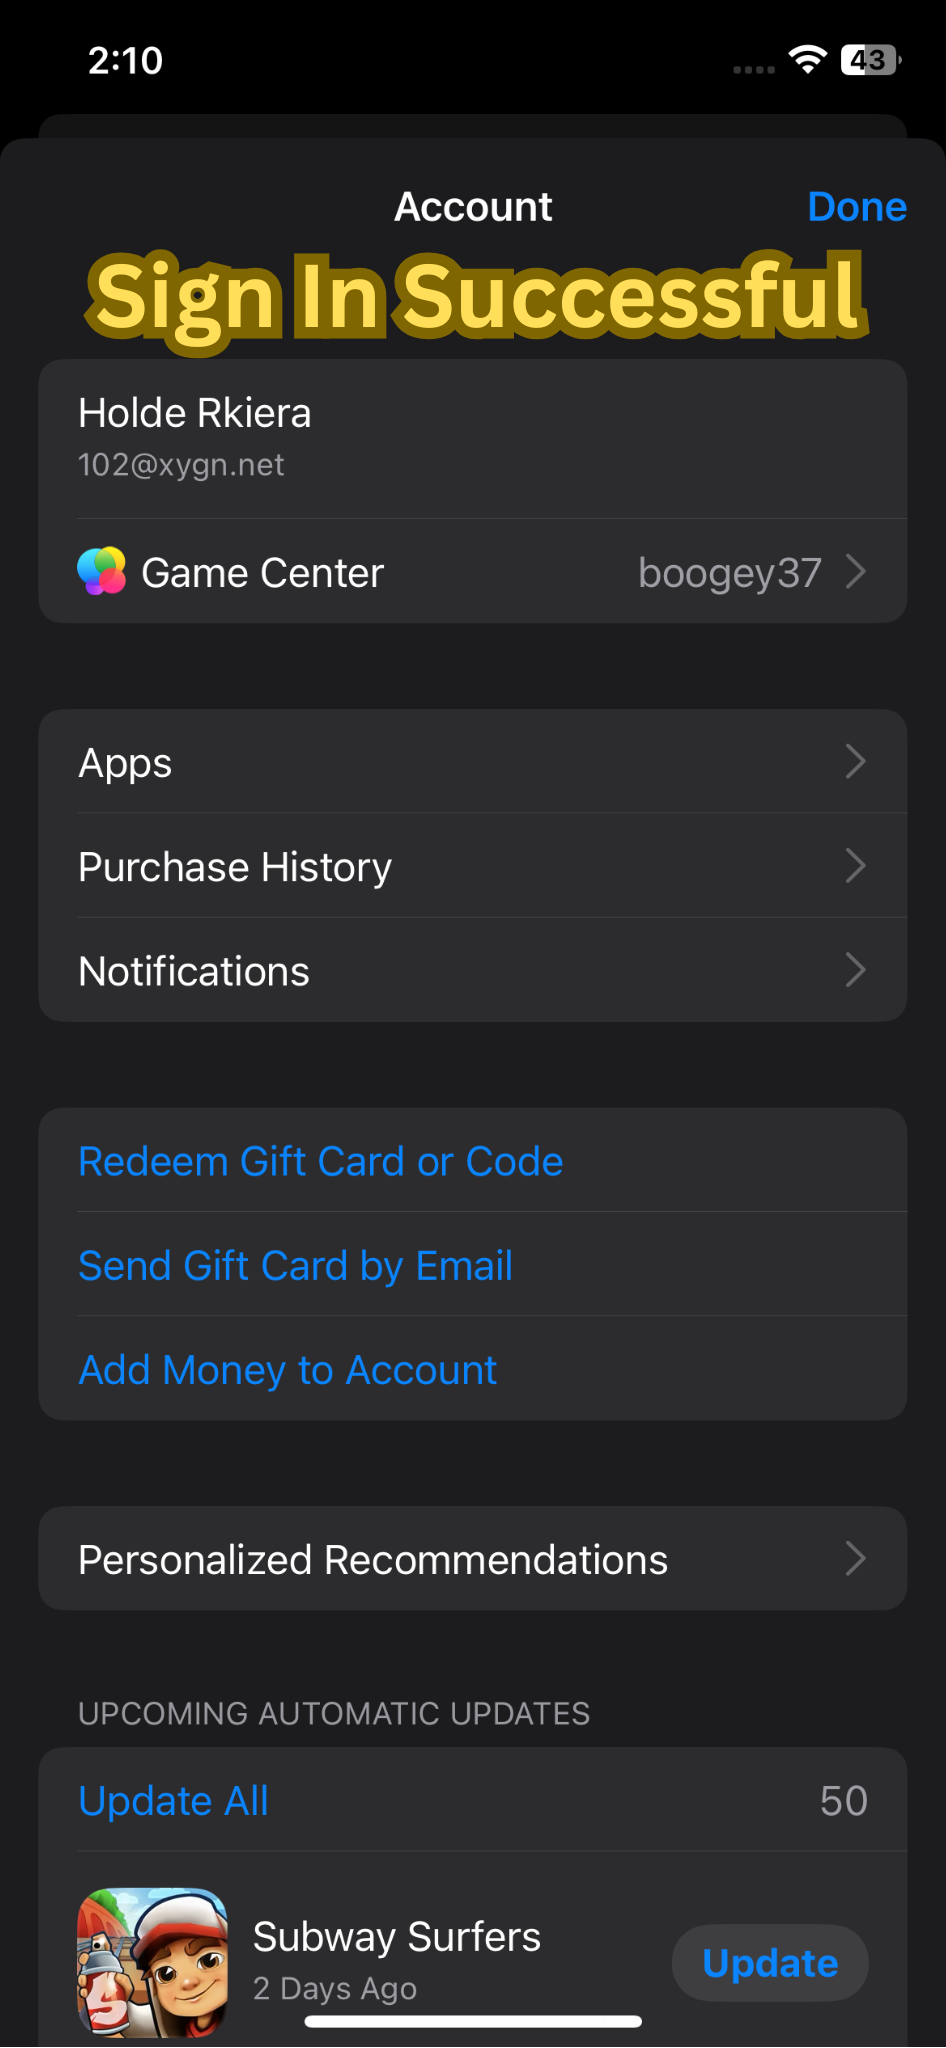 2:10
43
Account
Done
Sign In Successful
Holde Rkiera
102@xygn.net
Game Center
boogey37
Apps
Purchase History
Notifications
Redeem Gift Card or Code
Send Gift Card by Email
Add Money to Account
Personalized Recommendations
UPCOMING AUTOMATIC UPDATES
Update All
50
Subway Surfers
2 Days Ago
Update